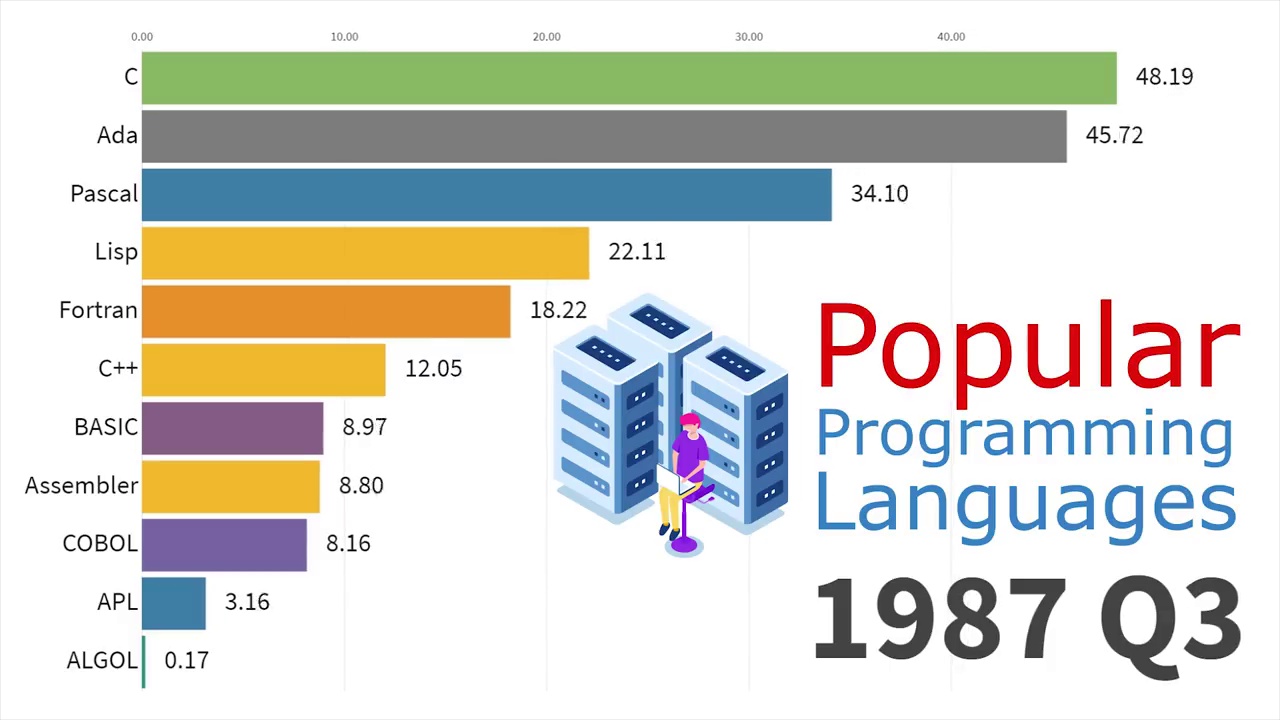 0.00 10.00 20.00 30.00 40.00
C 48.19
Ada 45.72
Pascal 34.10
Lisp 22.11
Fortran 18.22
C++ 12.05
BASIC 8.97
Assembler 8.80
COBOL 8.16
APL 3.16
ALGOL 0.17
Popular
Programming
Languages
1987 Q3